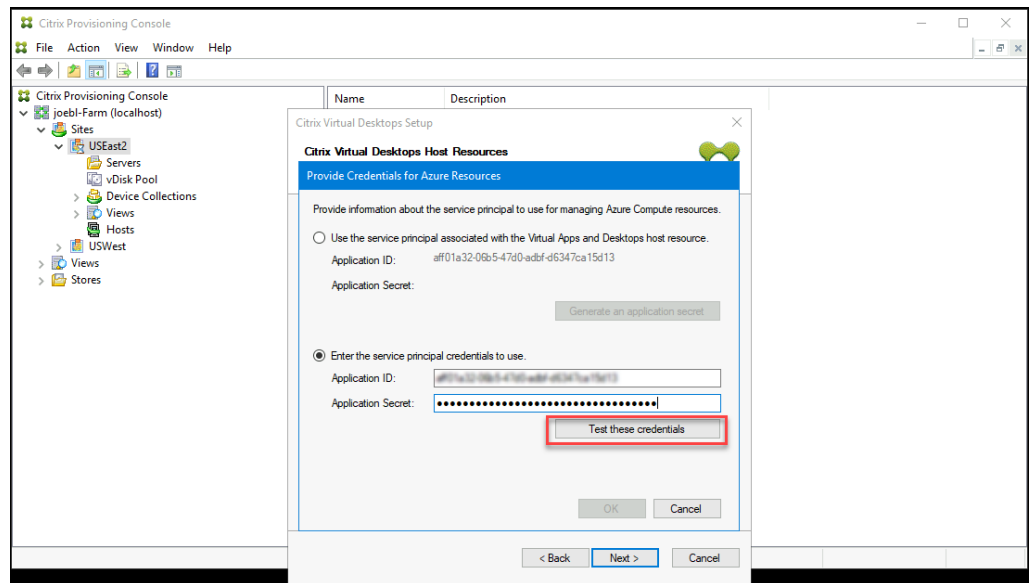 Citrix Provisioning Console
File Action View Window Help
Citrix Provisioning Console
joebl-Farm (localhost)
Sites
USEast2
Servers
vDisk Pool
Device Collections
Views
Hosts
USWest
Views
Stores
Name Description
Citrix Virtual Desktops Setup
Citrix Virtual Desktops Host Resources
Provide Credentials for Azure Resources
Provide information about the service principal to use for managing Azure Compute resources.
Use the service principal associated with the Virtual Apps and Desktops host resource.
Application ID: aff01a32-06b5-47d0-adbf-d6347ca15d13
Application Secret:
Generate an application secret
Enter the service principal credentials to use.
Application ID:
Application Secret:
Test these credentials
OK Cancel
< Back Next > Cancel